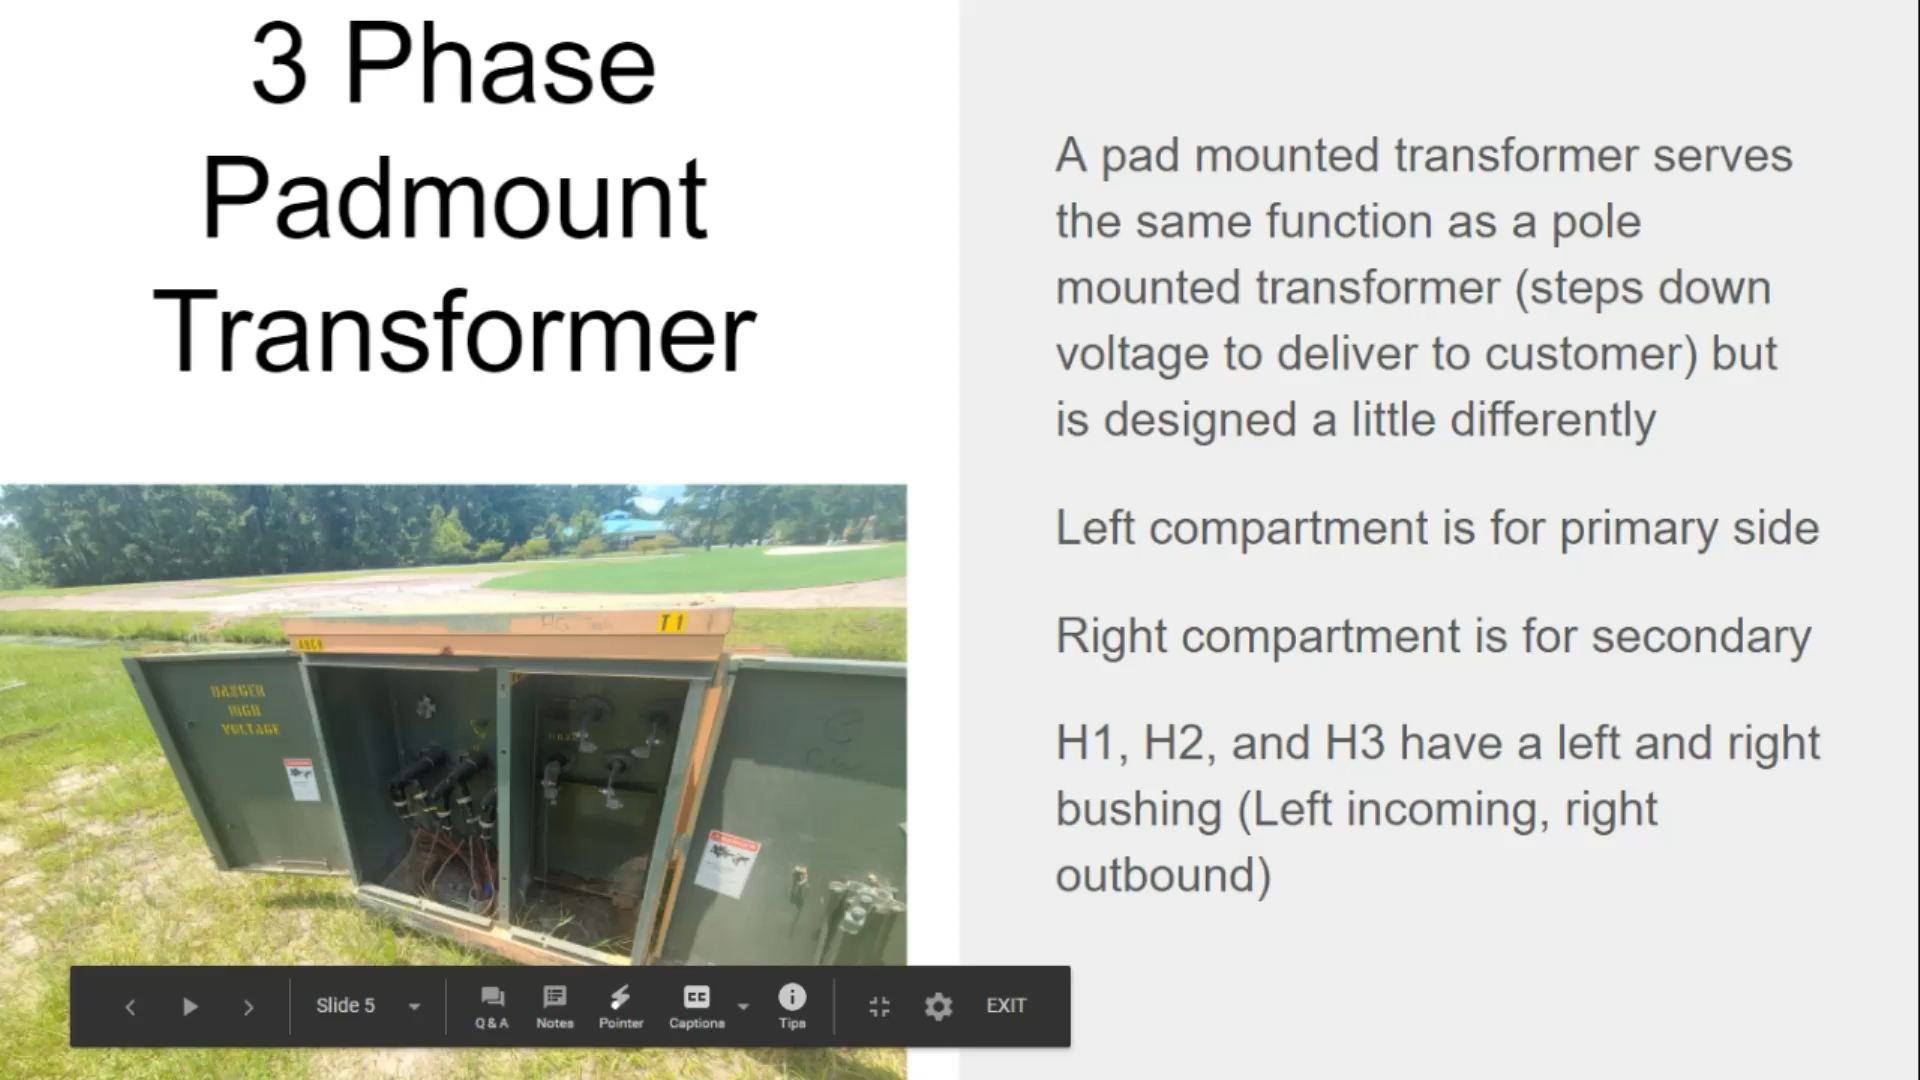 3 Phase
Padmount
Transformer
A pad mounted transformer serves
the same function as a pole
mounted transformer (steps down
voltage to deliver to customer) but
is designed a little differently
Left compartment is for primary side
Right compartment is for secondary
H1, H2, and H3 have a left and right
bushing (Left incoming, right
outbound)
T1
DANGER
HIGH
VOLTAGE
Slide 5
Q & A
Notes
Pointer
CC
Captions
Tips
EXIT